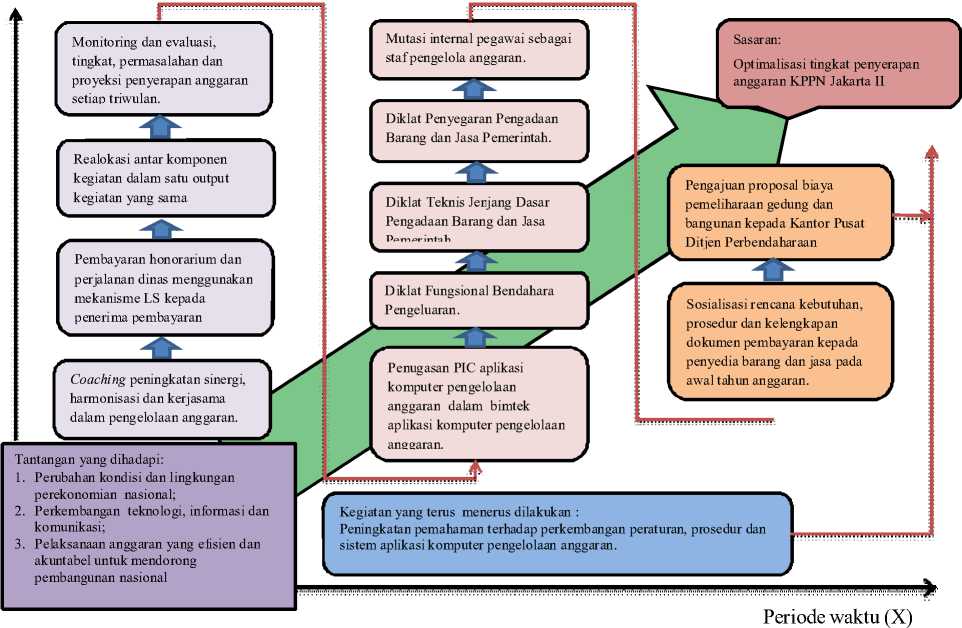 Monitoring dan evaluasi,
tingkat, permasalahan dan
proyeksi penyerapan anggaran
setiap triwulan.
Realokasi antar komponen
kegiatan dalam satu output
kegiatan yang sama
Pembayaran honorarium dan
perjalanan dinas menggunakan
mekanisme LS kepada
penerima pembayaran
Coaching peningkatan sinergi,
harmonisasi dan kerjasama
dalam pengelolaan anggaran.
Tantangan yang dihadapi:
1. Perubahan kondisi dan lingkungan
perekonomian nasional;
2. Perkembangan teknologi, informasi dan
komunikasi;
3. Pelaksanaan anggaran yang efisien dan
akuntabel untuk mendorong
pembangunan nasional
Mutasi internal pegawai sebagai
staf pengelola anggaran.
Diklat Penyegaran Pengadaan
Barang dan Jasa Pemerintah.
Diklat Teknis Jenjang Dasar
Pengadaan Barang dan Jasa
Pemerintah
Diklat Fungsional Bendahara
Pengeluaran.
Penugasan PIC aplikasi
komputer pengelolaan
anggaran dalam bimtek
aplikasi komputer pengelolaan
anggaran.
Sasaran:
Optimalisasi tingkat penyerapan
anggaran KPPN Jakarta II
Pengajuan proposal biaya
pemeliharaan gedung dan
bangunan kepada Kantor Pusat
Ditjen Perbendaharaan
Sosialisasi rencana kebutuhan,
prosedur dan kelengkapan
dokumen pembayaran kepada
penyedia barang dan jasa pada
awal tahun anggaran.
Kegiatan yang terus menerus dilakukan :
Peningkatan pemahaman terhadap perkembangan peraturan, prosedur dan
sistem aplikasi komputer pengelolaan anggaran.
Periode waktu (X)